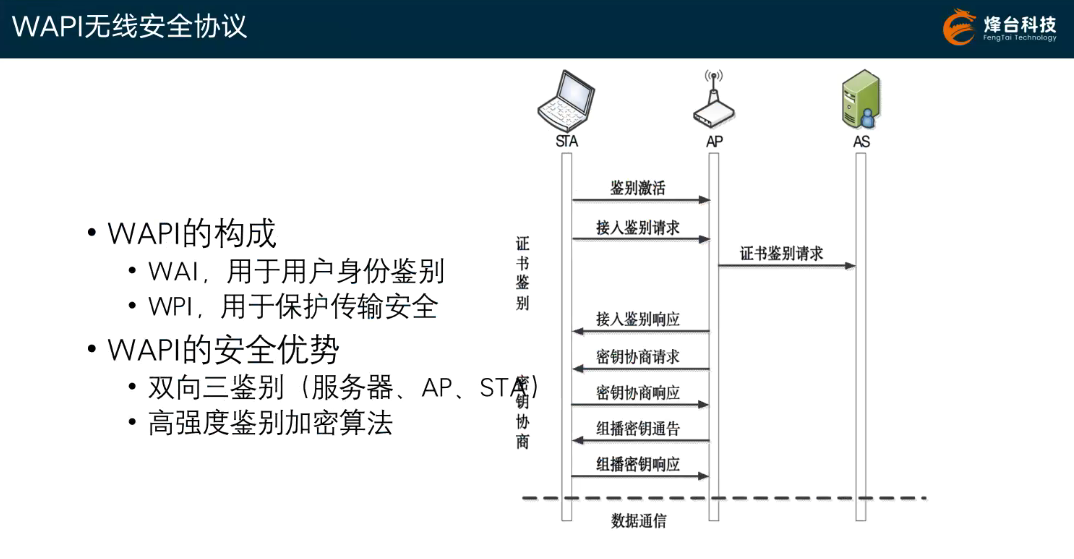 WAPI无线安全协议
烽台科技
FengTai Technology
• WAPI的构成
• WAI，用于用户身份鉴别
• WPI，用于保护传输安全
• WAPI的安全优势
• 双向三鉴别（服务器、AP、STA）
• 高强度鉴别加密算法
STA
AP
AS
证书鉴别
鉴别激活
接入鉴别请求
证书鉴别请求
接入鉴别响应
密钥协商
密钥协商请求
密钥协商响应
组播密钥通告
组播密钥响应
数据通信